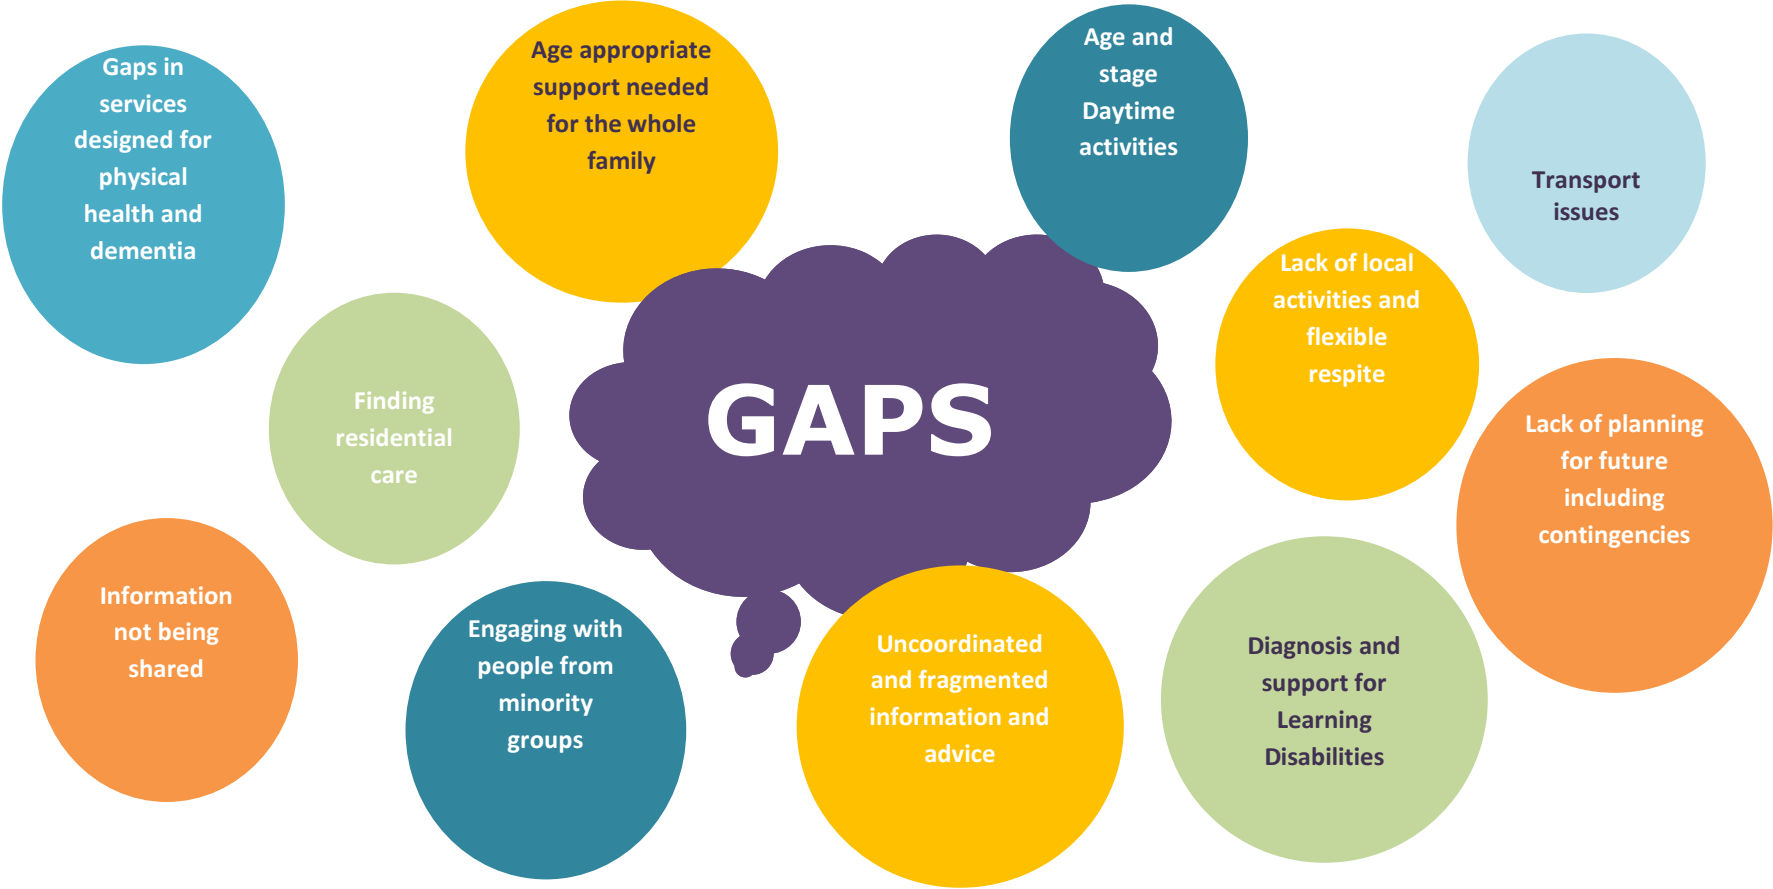 Gaps in
services
designed for
physical
health and
dementia
Age appropriate
support needed
for the whole
family
Age and
stage
Daytime
activities
Transport
issues
Lack of local
activities and
flexible
respite
Finding
residential
care
GAPS
Lack of planning
for future
including
contingencies
Information
not being
shared
Engaging with
people from
minority
groups
Uncoordinated
and fragmented
information and
advice
Diagnosis and
support for
Learning
Disabilities